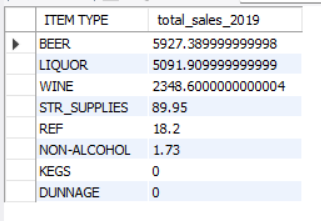 ITEM TYPE total_sales_2019
BEER 5927.389999999998
LIQUOR 5091.909999999999
WINE 2348.6000000000004
STR_SUPPLIES 89.95
REF 18.2
NON-ALCOHOL 1.73
KEGS 0
DUNNAGE 0